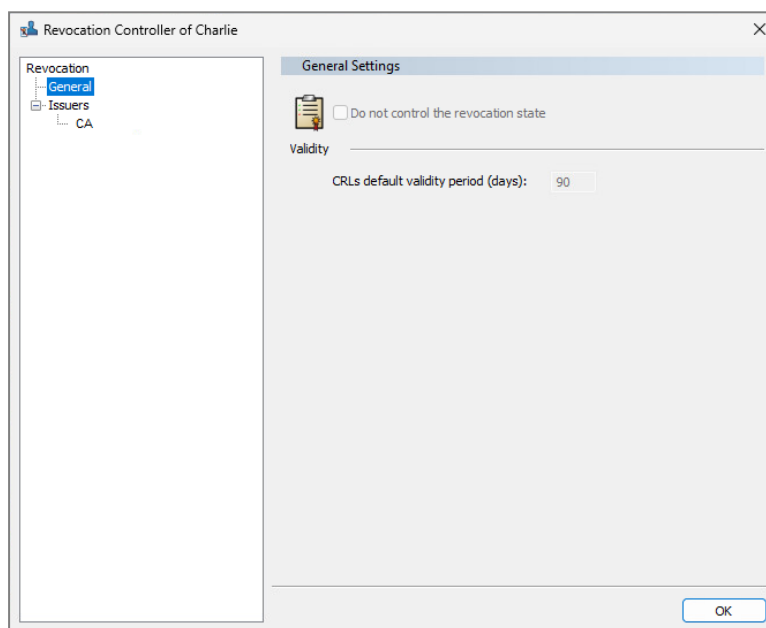 Revocation Controller of Charlie
Revocation
General
Issuers
CA
General Settings
Do not control the revocation state
Validity
CRLs default validity period (days): 90
OK